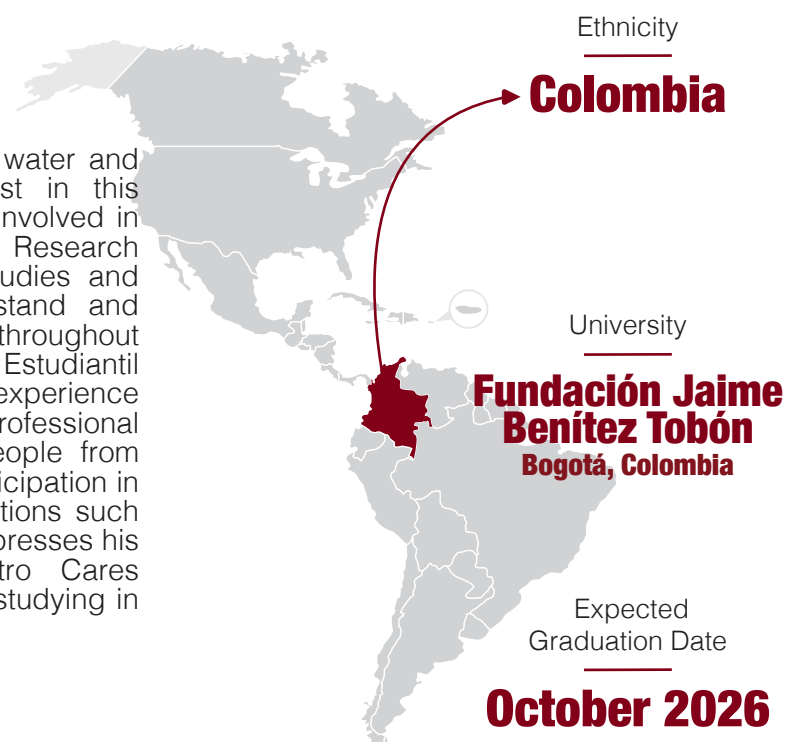 water and
st in this
nvolved in
Research
udies and
stand and
throughout
Estudiantil
experience
rofessional
eople from
icipation in
tions such
presses his
tro Cares
studying in
Ethnicity
Colombia
University
Fundación Jaime
Benítez Tobón
Bogotá, Colombia
Expected
Graduation Date
October 2026